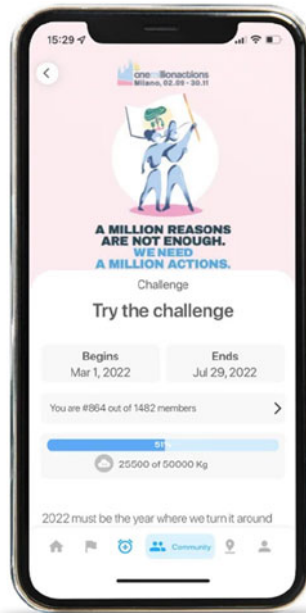 15:29
onemillionactions
Milano, 02.09 - 30.11
A MILLION REASONS
ARE NOT ENOUGH.
WE NEED
A MILLION ACTIONS.
Challenge
Try the challenge
Begins
Mar 1, 2022
Ends
Jul 29, 2022
You are #864 out of 1482 members
51%
25500 of 50000 Kg
2022 must be the year where we turn it around
Community